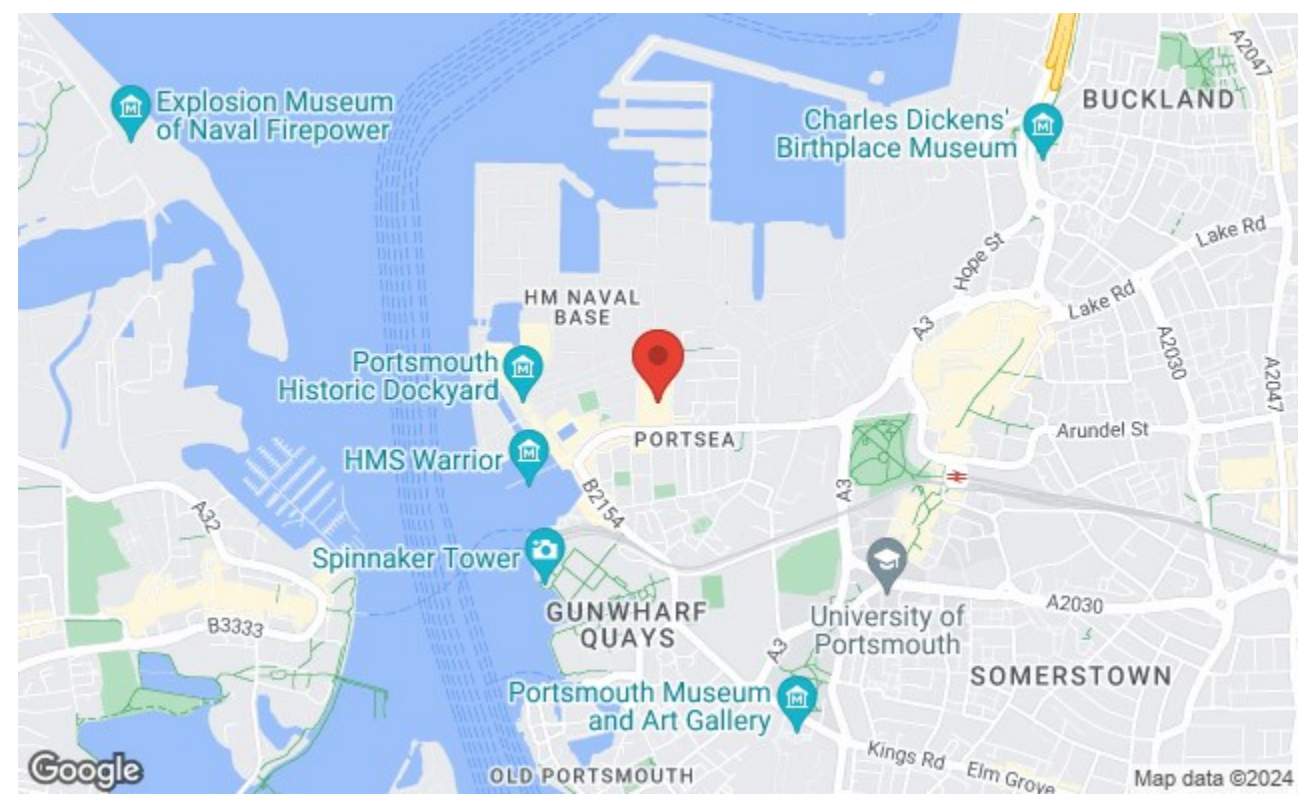 A2047
BUCKLAND
Explosion Museum
of Naval Firepower
Charles Dickens'
Birthplace Museum
Lake Rd
Hope St
Lake Rd
HM NAVAL
BASE
A3
A2030
A2047
Portsmouth
Historic Dockyard
PORTSEA
Arundel St
HMS Warrior
A3
B2154
A32
Spinnaker Tower
GUNWHARF
QUAYS
University of
Portsmouth
A2030
B3333
A3
SOMERSTOWN
Portsmouth Museum
and Art Gallery
Kings Rd
Elm Grove
OLD PORTSMOUTH
Google
Map data ©2024